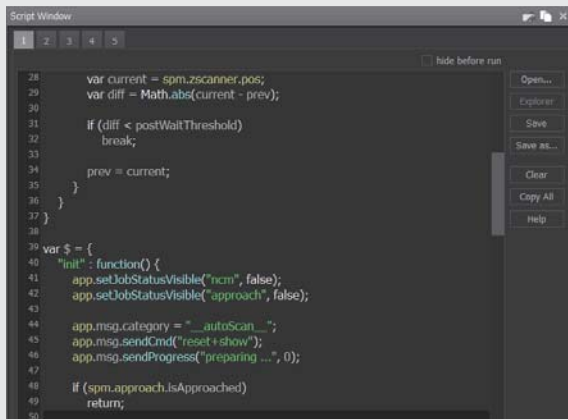 Script Window
1 2 3 4 5
hide before run
28 var current = spm.zscanner.pos;
29 var diff = Math.abs(current - prev);
30
31 if (diff < postWaitThreshold)
32 break;
33
34 prev = current;
35 }
36 }
37 }
38
39 var $ = {
40 "init" : function() {
41 app.setJobStatusVisible("ncm", false);
42 app.setJobStatusVisible("approach", false);
43
44 app.msg.category = "__autoScan__";
45 app.msg.sendCmd("reset+show");
46 app.msg.sendProgress("preparing ...", 0);
47
48 if (spm.approach.isApproached)
49 return;
50
Open...
Explorer
Save
Save as...
Clear
Copy All
Help